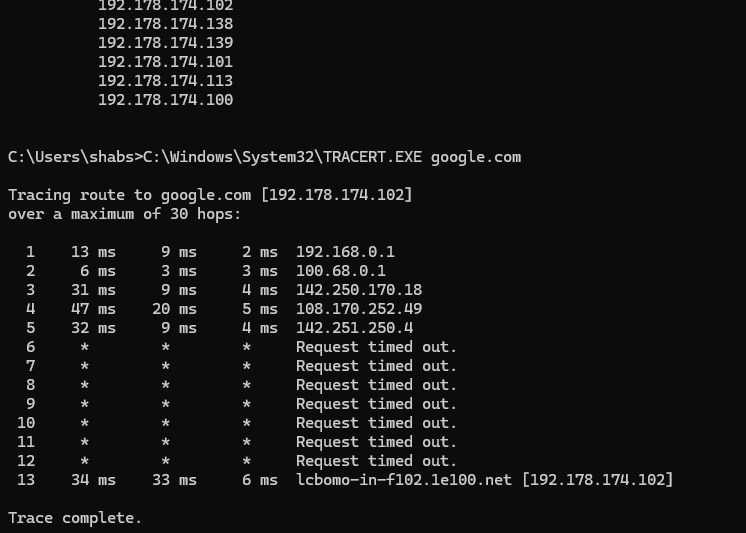 192.178.174.102
192.178.174.138
192.178.174.139
192.178.174.101
192.178.174.113
192.178.174.100
C:\Users\shabs>C:\Windows\System32\TRACERT.EXE google.com
Tracing route to google.com [192.178.174.102]
over a maximum of 30 hops:
1 13 ms 9 ms 2 ms 192.168.0.1
2 6 ms 3 ms 3 ms 100.68.0.1
3 31 ms 9 ms 4 ms 142.250.170.18
4 47 ms 20 ms 5 ms 108.170.252.49
5 32 ms 9 ms 4 ms 142.251.250.4
6 * * * Request timed out.
7 * * * Request timed out.
8 * * * Request timed out.
9 * * * Request timed out.
10 * * * Request timed out.
11 * * * Request timed out.
12 * * * Request timed out.
13 34 ms 33 ms 6 ms lcbomo-in-f102.1e100.net [192.178.174.102]
Trace complete.